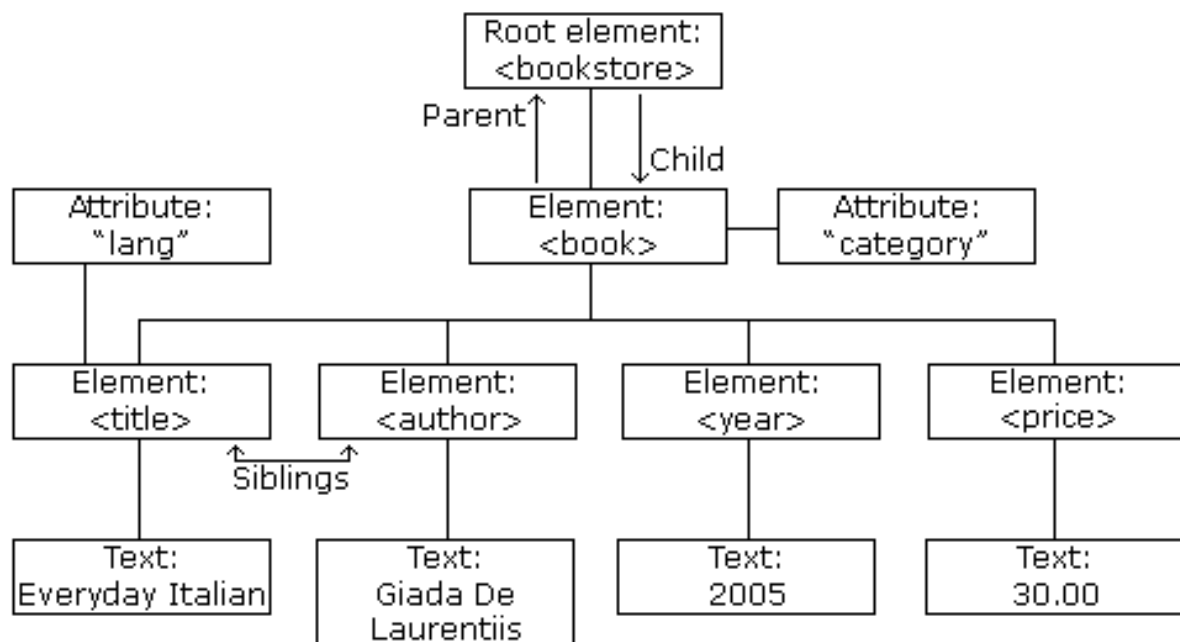 Root element:
<bookstore>
Parent
Child
Attribute:
“lang”
Element:
<book>
Attribute:
“category”
Element:
<title>
Element:
<author>
Element:
<year>
Element:
<price>
Siblings
Text:
Everyday Italian
Text:
Giada De
Laurentiis
Text:
2005
Text:
30.00